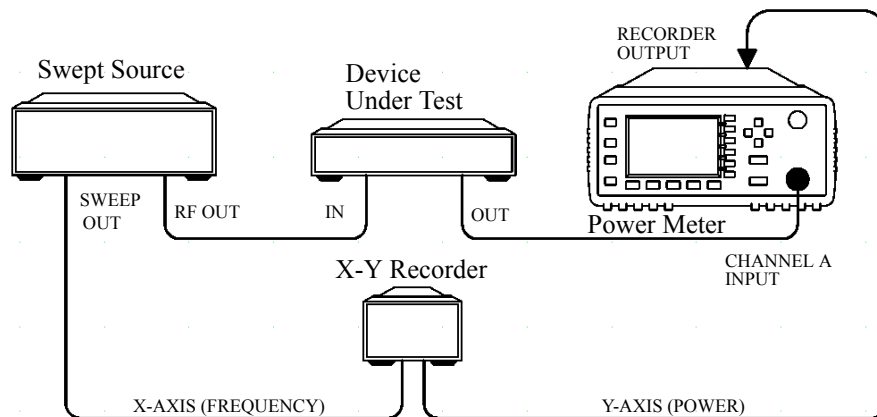 RECORDER
OUTPUT
Swept Source
Device
Under Test
SWEEP
OUT
RF OUT
IN
OUT
Power Meter
CHANNEL A
INPUT
X-Y Recorder
X-AXIS (FREQUENCY)
Y-AXIS (POWER)